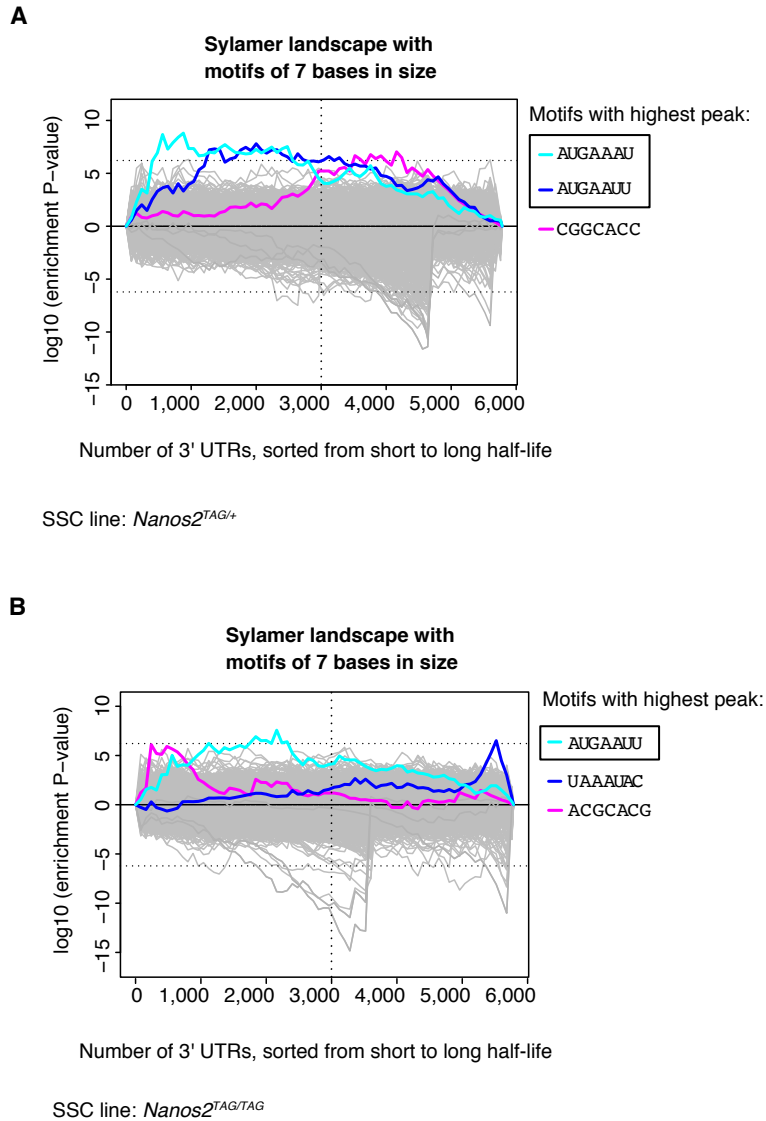 A
Sylamer landscape with
motifs of 7 bases in size
log10 (enrichment P−value)
10
5
0
−5
−10
−15
0 1,000 2,000 3,000 4,000 5,000 6,000
Number of 3' UTRs, sorted from short to long half-life
Motifs with highest peak:
AUGAAAU
AUGAAUU
CGGCACC
SSC line: Nanos2TAG/+
B
Sylamer landscape with
motifs of 7 bases in size
log10 (enrichment P−value)
10
5
0
−5
−10
−15
0 1,000 2,000 3,000 4,000 5,000 6,000
Number of 3' UTRs, sorted from short to long half-life
Motifs with highest peak:
AUGAAUU
UAAAUAC
ACGCACG
SSC line: Nanos2TAG/TAG